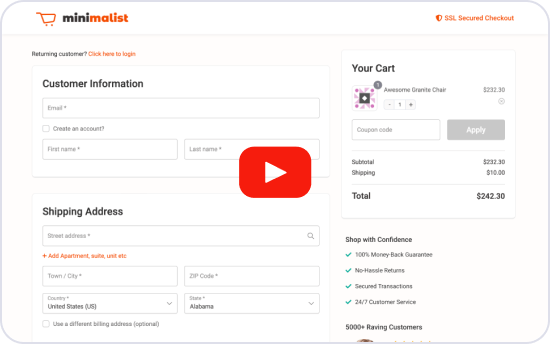 minimalist
SSL Secured Checkout
Returning customer? Click here to login
Customer Information
Email *
Create an account?
First name *
Last name *
Shipping Address
Street address *
+ Add Apartment, suite, unit etc
Town / City *
ZIP Code *
Country *
United States (US)
State *
Alabama
Use a different billing address (optional)
Your Cart
1
Awesome Granite Chair
$232.30
- 1 +
Coupon code
Apply
Subtotal
$232.30
Shipping
$10.00
Total
$242.30
Shop with Confidence
100% Money-Back Guarantee
No-Hassle Returns
Secured Transactions
24/7 Customer Service
5000+ Raving Customers